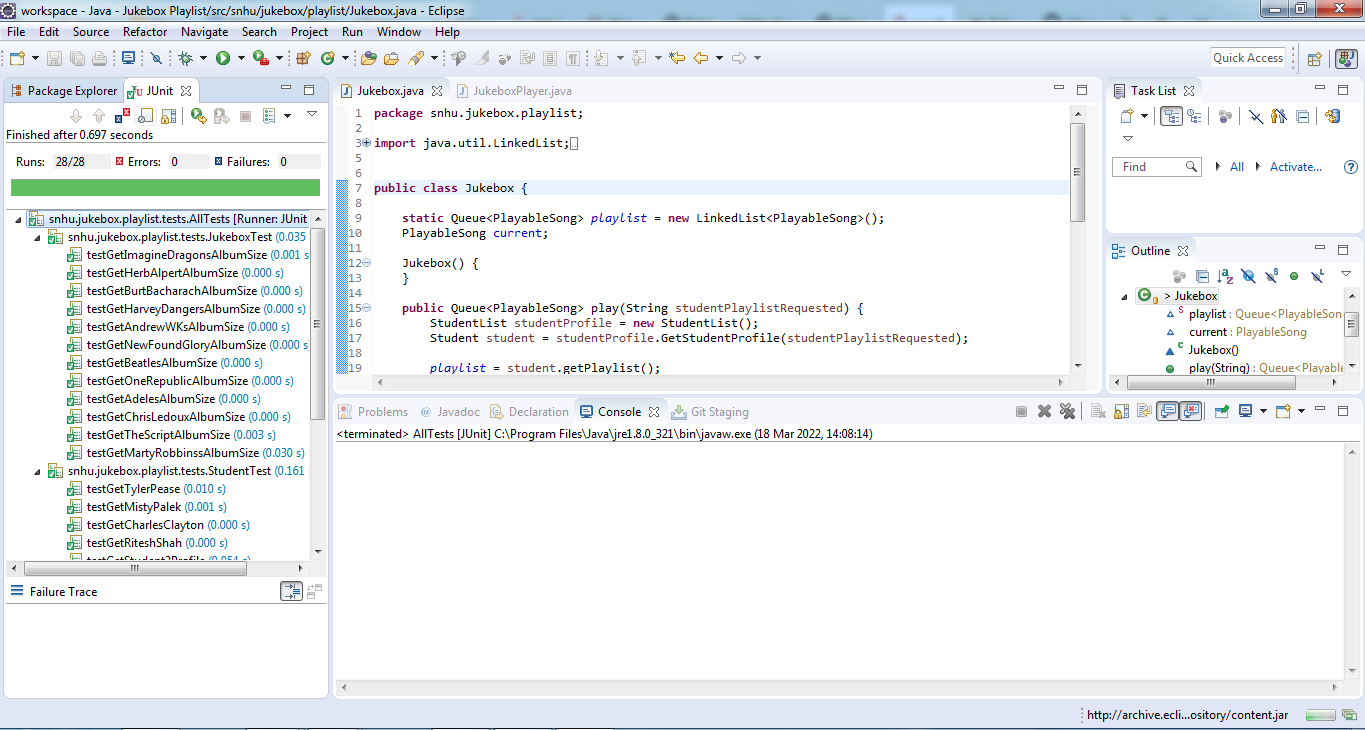 workspace - Java - Jukebox Playlist/src/snhu/jukebox/playlist/Jukebox.java - Eclipse
File Edit Source Refactor Navigate Search Project Run Window Help
Quick Access
Package Explorer JUnit
Finished after 0.697 seconds
Runs: 28/28 Errors: 0 Failures: 0
snhu.jukebox.playlist.tests.AllTests [Runner: JUnit
snhu.jukebox.playlist.tests.JukeboxTest (0.035
testGetImagineDragonsAlbumSize (0.001 s
testGetHerbAlpertAlbumSize (0.000 s)
testGetBurtBacharachAlbumSize (0.000 s)
testGetHarveyDangersAlbumSize (0.000 s)
testGetAndrewWKsAlbumSize (0.000 s)
testGetNewFoundGloryAlbumSize (0.000 s
testGetBeatlesAlbumSize (0.000 s)
testGetOneRepublicAlbumSize (0.000 s)
testGetAdelesAlbumSize (0.000 s)
testGetChrisLedouxAlbumSize (0.000 s)
testGetTheScriptAlbumSize (0.003 s)
testGetMartyRobbinssAlbumSize (0.030 s)
snhu.jukebox.playlist.tests.StudentTest (0.161
testGetTylerPease (0.010 s)
testGetMistyPalek (0.001 s)
testGetCharlesClayton (0.000 s)
testGetRiteshShah (0.000 s)
testGetStudent2Profile (0.054 s)
Failure Trace
Jukebox.java JukeboxPlayer.java
1 package snhu.jukebox.playlist;
2
3 import java.util.LinkedList;
5
6
7 public class Jukebox {
8
9 static Queue<PlayableSong> playlist = new LinkedList<PlayableSong>();
10 PlayableSong current;
11
12 Jukebox() {
13 }
14
15 public Queue<PlayableSong> play(String studentPlaylistRequested) {
16 StudentList studentProfile = new StudentList();
17 Student student = studentProfile.GetStudentProfile(studentPlaylistRequested);
18
19 playlist = student.getPlaylist();
Task List
Find All Activate...
Outline
> Jukebox
playlist : Queue<PlayableSon
current : PlayableSong
Jukebox()
play(String) : Queue<Playable
Problems @ Javadoc Declaration Console Git Staging
<terminated> AllTests [JUnit] C:\Program Files\Java\jre1.8.0_321\bin\javaw.exe (18 Mar 2022, 14:08:14)
http://archive.ecli...ository/content.jar